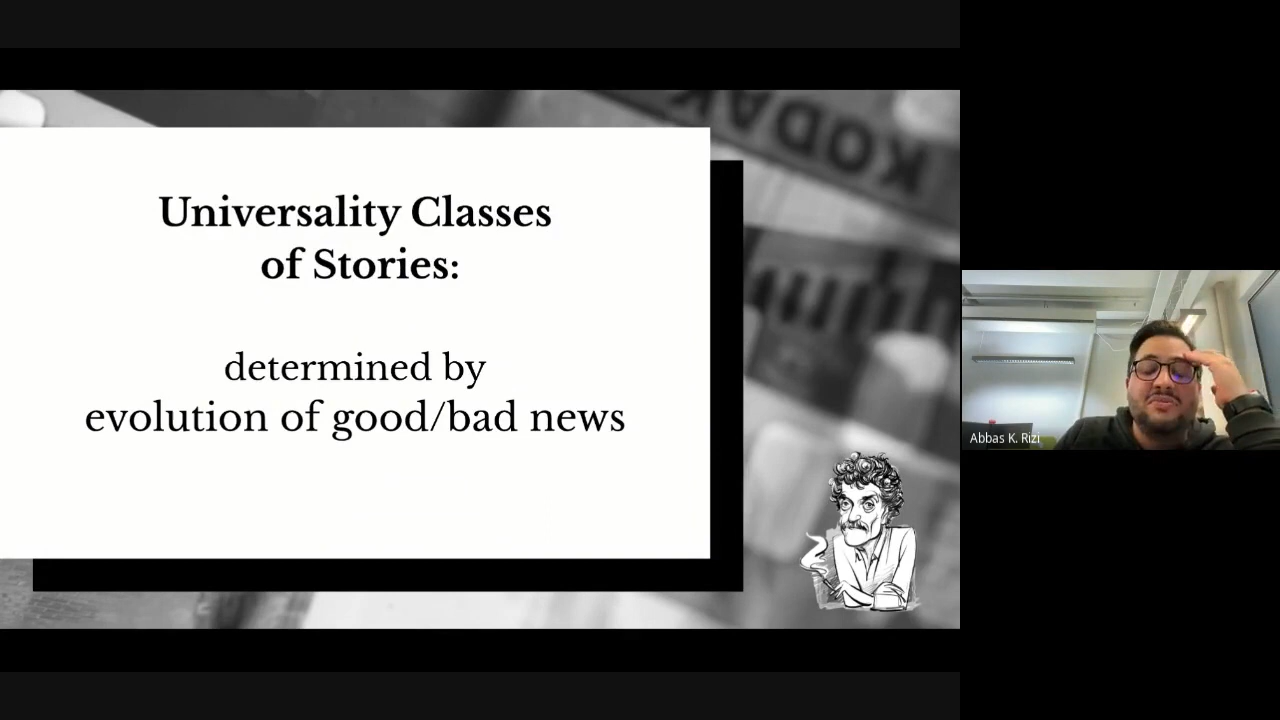 KODAK
Universality Classes
of Stories:
determined by
evolution of good/bad news
Abbas K. Rizi